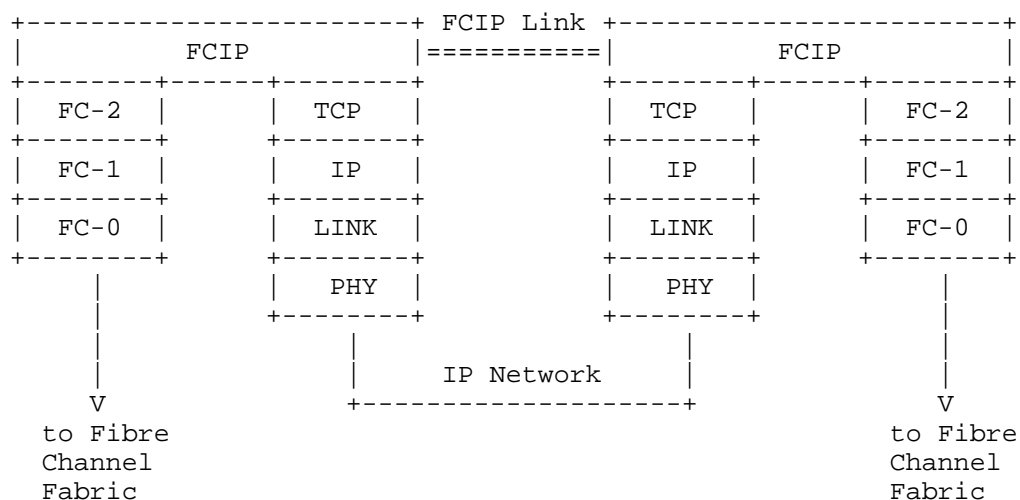 FCIP Link
FCIP =========== FCIP
FC-2 TCP TCP FC-2
FC-1 IP IP FC-1
FC-0 LINK LINK FC-0
PHY PHY
IP Network
V V
to Fibre to Fibre
Channel Channel
Fabric Fabric